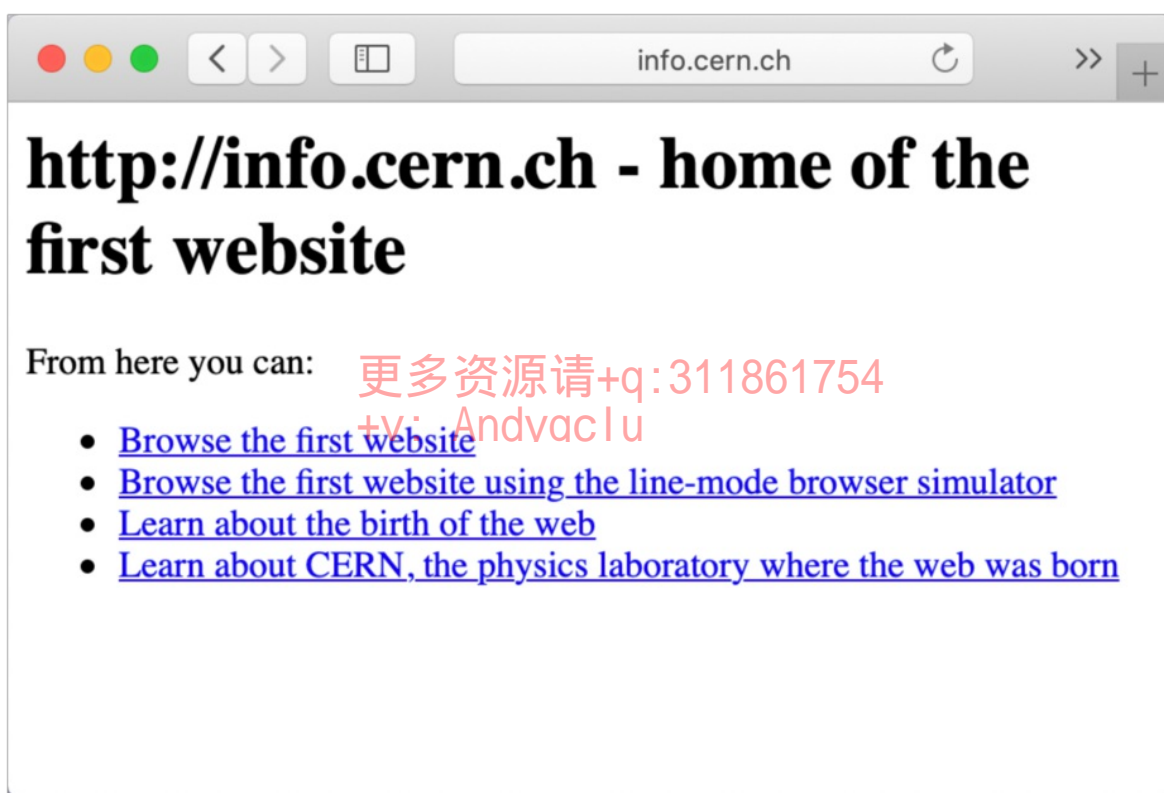 info.cern.ch
http://info.cern.ch - home of the
first website
From here you can:
更多资源请+q:311861754
+v: Andvaclu
Browse the first website
Browse the first website using the line-mode browser simulator
Learn about the birth of the web
Learn about CERN, the physics laboratory where the web was born